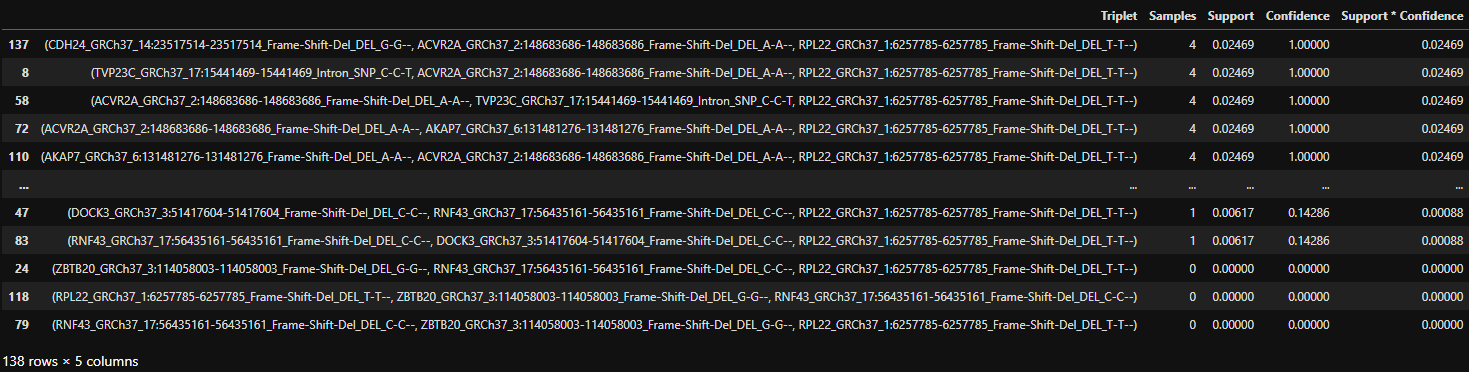 Triplet Samples Support Confidence Support * Confidence
137 (CDH24_GRCh37_14:23517514-23517514_Frame-Shift-Del_DEL_G-G--, ACVR2A_GRCh37_2:148683686-148683686_Frame-Shift-Del_DEL_A-A--, RPL22_GRCh37_1:6257785-6257785_Frame-Shift-Del_DEL_T-T--) 4 0.02469 1.00000 0.02469
8 (TVP23C_GRCh37_17:15441469-15441469_Intron_SNP_C-C-T, ACVR2A_GRCh37_2:148683686-148683686_Frame-Shift-Del_DEL_A-A--, RPL22_GRCh37_1:6257785-6257785_Frame-Shift-Del_DEL_T-T--) 4 0.02469 1.00000 0.02469
58 (ACVR2A_GRCh37_2:148683686-148683686_Frame-Shift-Del_DEL_A-A--, TVP23C_GRCh37_17:15441469-15441469_Intron_SNP_C-C-T, RPL22_GRCh37_1:6257785-6257785_Frame-Shift-Del_DEL_T-T--) 4 0.02469 1.00000 0.02469
72 (ACVR2A_GRCh37_2:148683686-148683686_Frame-Shift-Del_DEL_A-A--, AKAP7_GRCh37_6:131481276-131481276_Frame-Shift-Del_DEL_A-A--, RPL22_GRCh37_1:6257785-6257785_Frame-Shift-Del_DEL_T-T--) 4 0.02469 1.00000 0.02469
110 (AKAP7_GRCh37_6:131481276-131481276_Frame-Shift-Del_DEL_A-A--, ACVR2A_GRCh37_2:148683686-148683686_Frame-Shift-Del_DEL_A-A--, RPL22_GRCh37_1:6257785-6257785_Frame-Shift-Del_DEL_T-T--) 4 0.02469 1.00000 0.02469
... ... ... ... ... ...
47 (DOCK3_GRCh37_3:51417604-51417604_Frame-Shift-Del_DEL_C-C--, RNF43_GRCh37_17:56435161-56435161_Frame-Shift-Del_DEL_C-C--, RPL22_GRCh37_1:6257785-6257785_Frame-Shift-Del_DEL_T-T--) 1 0.00617 0.14286 0.00088
83 (RNF43_GRCh37_17:56435161-56435161_Frame-Shift-Del_DEL_C-C--, DOCK3_GRCh37_3:51417604-51417604_Frame-Shift-Del_DEL_C-C--, RPL22_GRCh37_1:6257785-6257785_Frame-Shift-Del_DEL_T-T--) 1 0.00617 0.14286 0.00088
24 (ZBTB20_GRCh37_3:114058003-114058003_Frame-Shift-Del_DEL_G-G--, RNF43_GRCh37_17:56435161-56435161_Frame-Shift-Del_DEL_C-C--, RPL22_GRCh37_1:6257785-6257785_Frame-Shift-Del_DEL_T-T--) 0 0.00000 0.00000 0.00000
118 (RPL22_GRCh37_1:6257785-6257785_Frame-Shift-Del_DEL_T-T--, ZBTB20_GRCh37_3:114058003-114058003_Frame-Shift-Del_DEL_G-G--, RNF43_GRCh37_17:56435161-56435161_Frame-Shift-Del_DEL_C-C--) 0 0.00000 0.00000 0.00000
79 (RNF43_GRCh37_17:56435161-56435161_Frame-Shift-Del_DEL_C-C--, ZBTB20_GRCh37_3:114058003-114058003_Frame-Shift-Del_DEL_G-G--, RPL22_GRCh37_1:6257785-6257785_Frame-Shift-Del_DEL_T-T--) 0 0.00000 0.00000 0.00000
138 rows × 5 columns